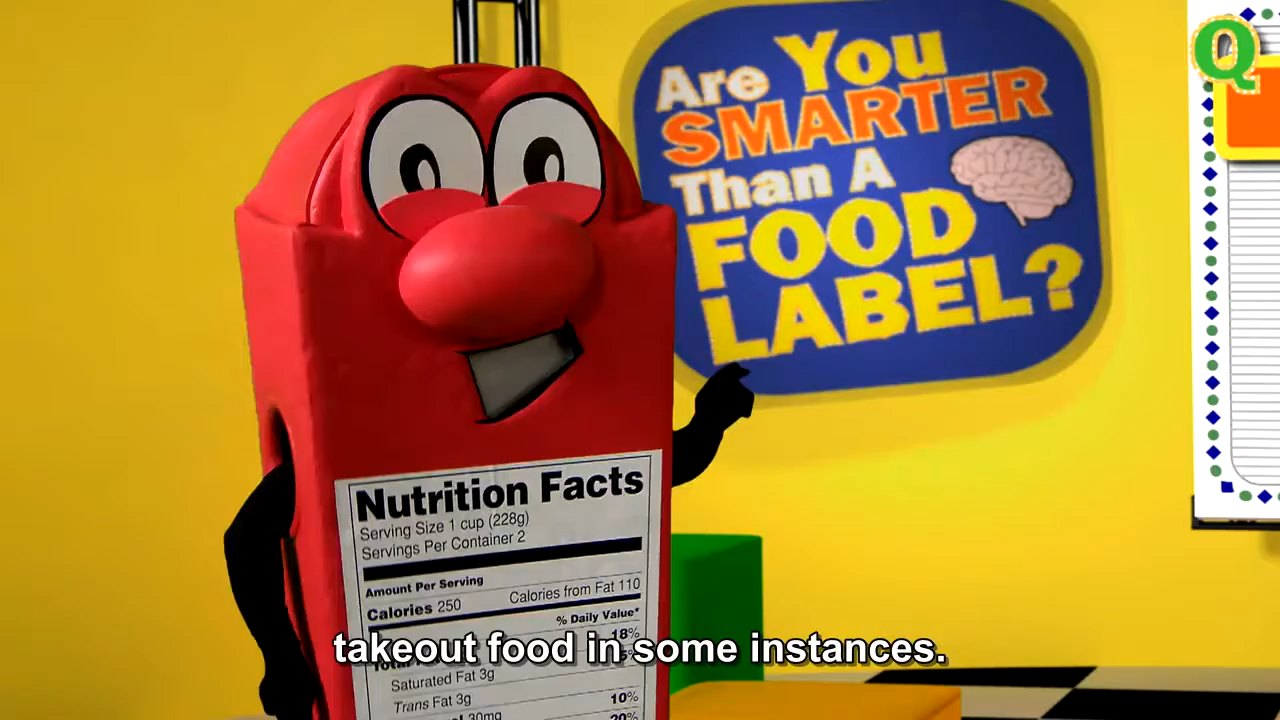 Are You
SMARTER
Than A
FOOD
LABEL?
Q
Nutrition Facts
Serving Size 1 cup (228g)
Servings Per Container 2
Amount Per Serving
Calories 250 Calories from Fat 110
% Daily Value*
18%
Saturated Fat 3g
Trans Fat 3g
10%
30mg
20%
takeout food in some instances.